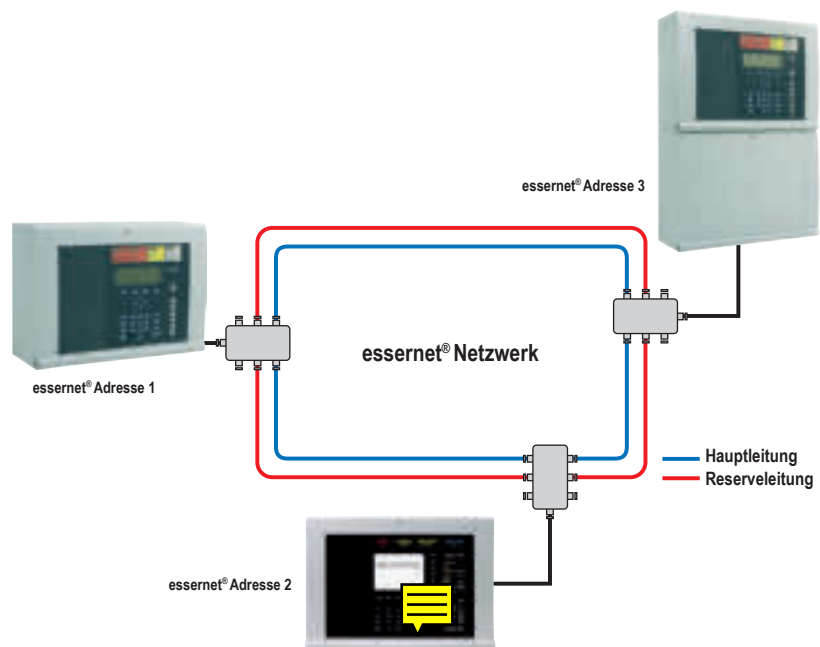 essernet® Adresse 3
essernet® Adresse 1
essernet® Netzwerk
Hauptleitung
Reserveleitung
essernet® Adresse 2